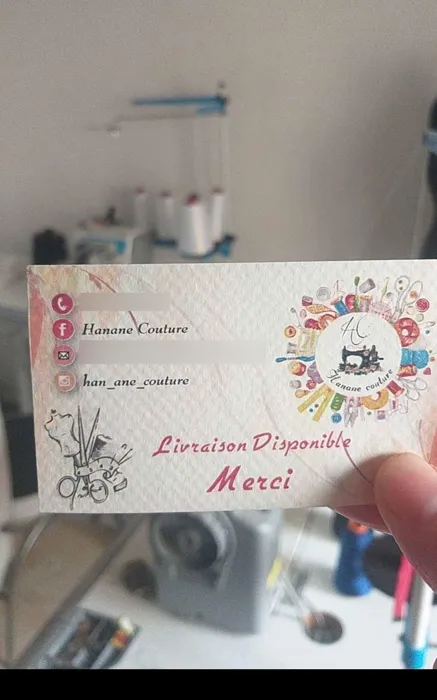 Hanane Couture
han_ane_couture
HC
Hanane couture
Livraison Disponible
Merci